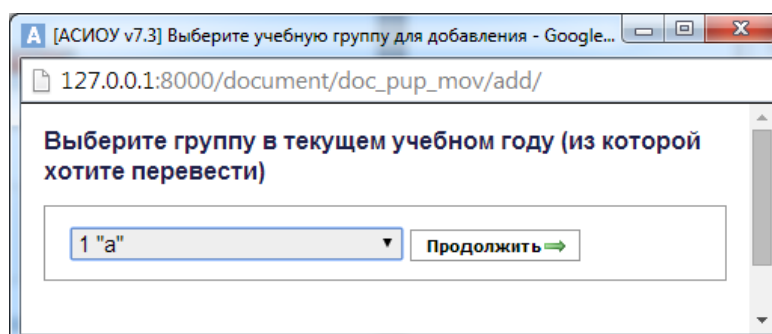 [АСИОУ v7.3] Выберите учебную группу для добавления - Google...
127.0.0.1:8000/document/doc_pup_mov/add/
Выберите группу в текущем учебном году (из которой
хотите перевести)
1 "а" Продолжить